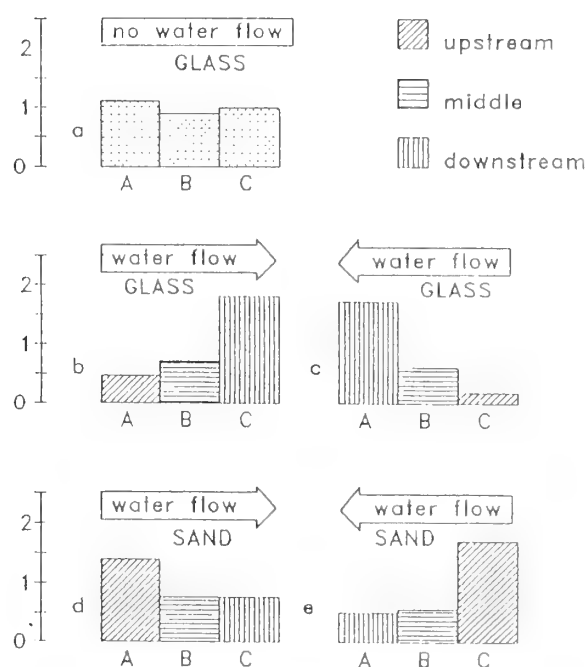 2
no water flow
GLASS
1
a
0
A B C
upstream
middle
downstream
water flow
GLASS
2
1
b
0
A B C
water flow
GLASS
c
A B C
water flow
SAND
2
1
d
0
A B C
water flow
SAND
e
A B C